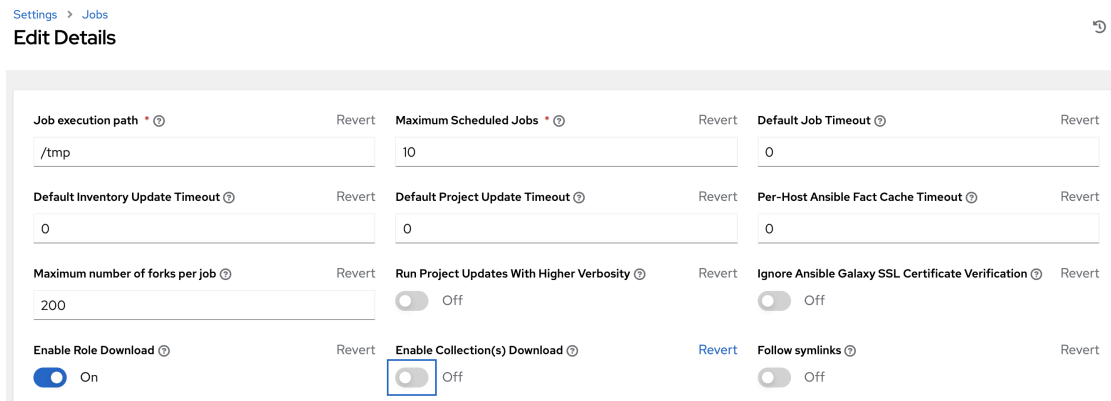 Settings > Jobs
Edit Details
Job execution path * Revert
Maximum Scheduled Jobs * Revert
Default Job Timeout Revert
/tmp
10
0
Default Inventory Update Timeout Revert
Default Project Update Timeout Revert
Per-Host Ansible Fact Cache Timeout Revert
0
0
0
Maximum number of forks per job Revert
Run Project Updates With Higher Verbosity Revert
Ignore Ansible Galaxy SSL Certificate Verification Revert
200
Off
Off
Enable Role Download Revert
Enable Collection(s) Download Revert
Follow symlinks Revert
On
Off
Off